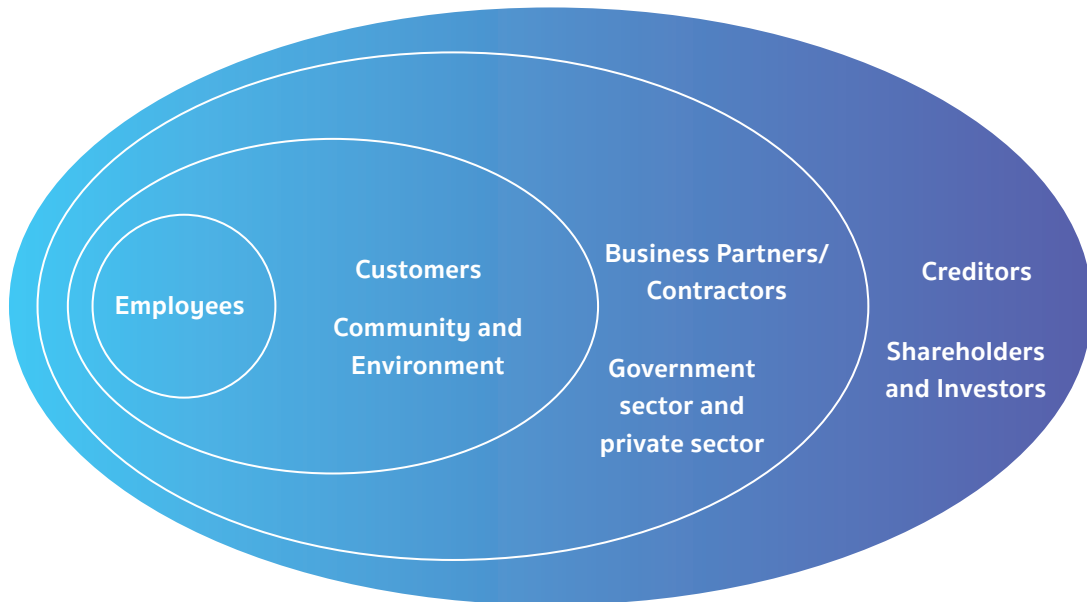 Employees
Customers
Community and
Environment
Business Partners/
Contractors
Government
sector and
private sector
Creditors
Shareholders
and Investors